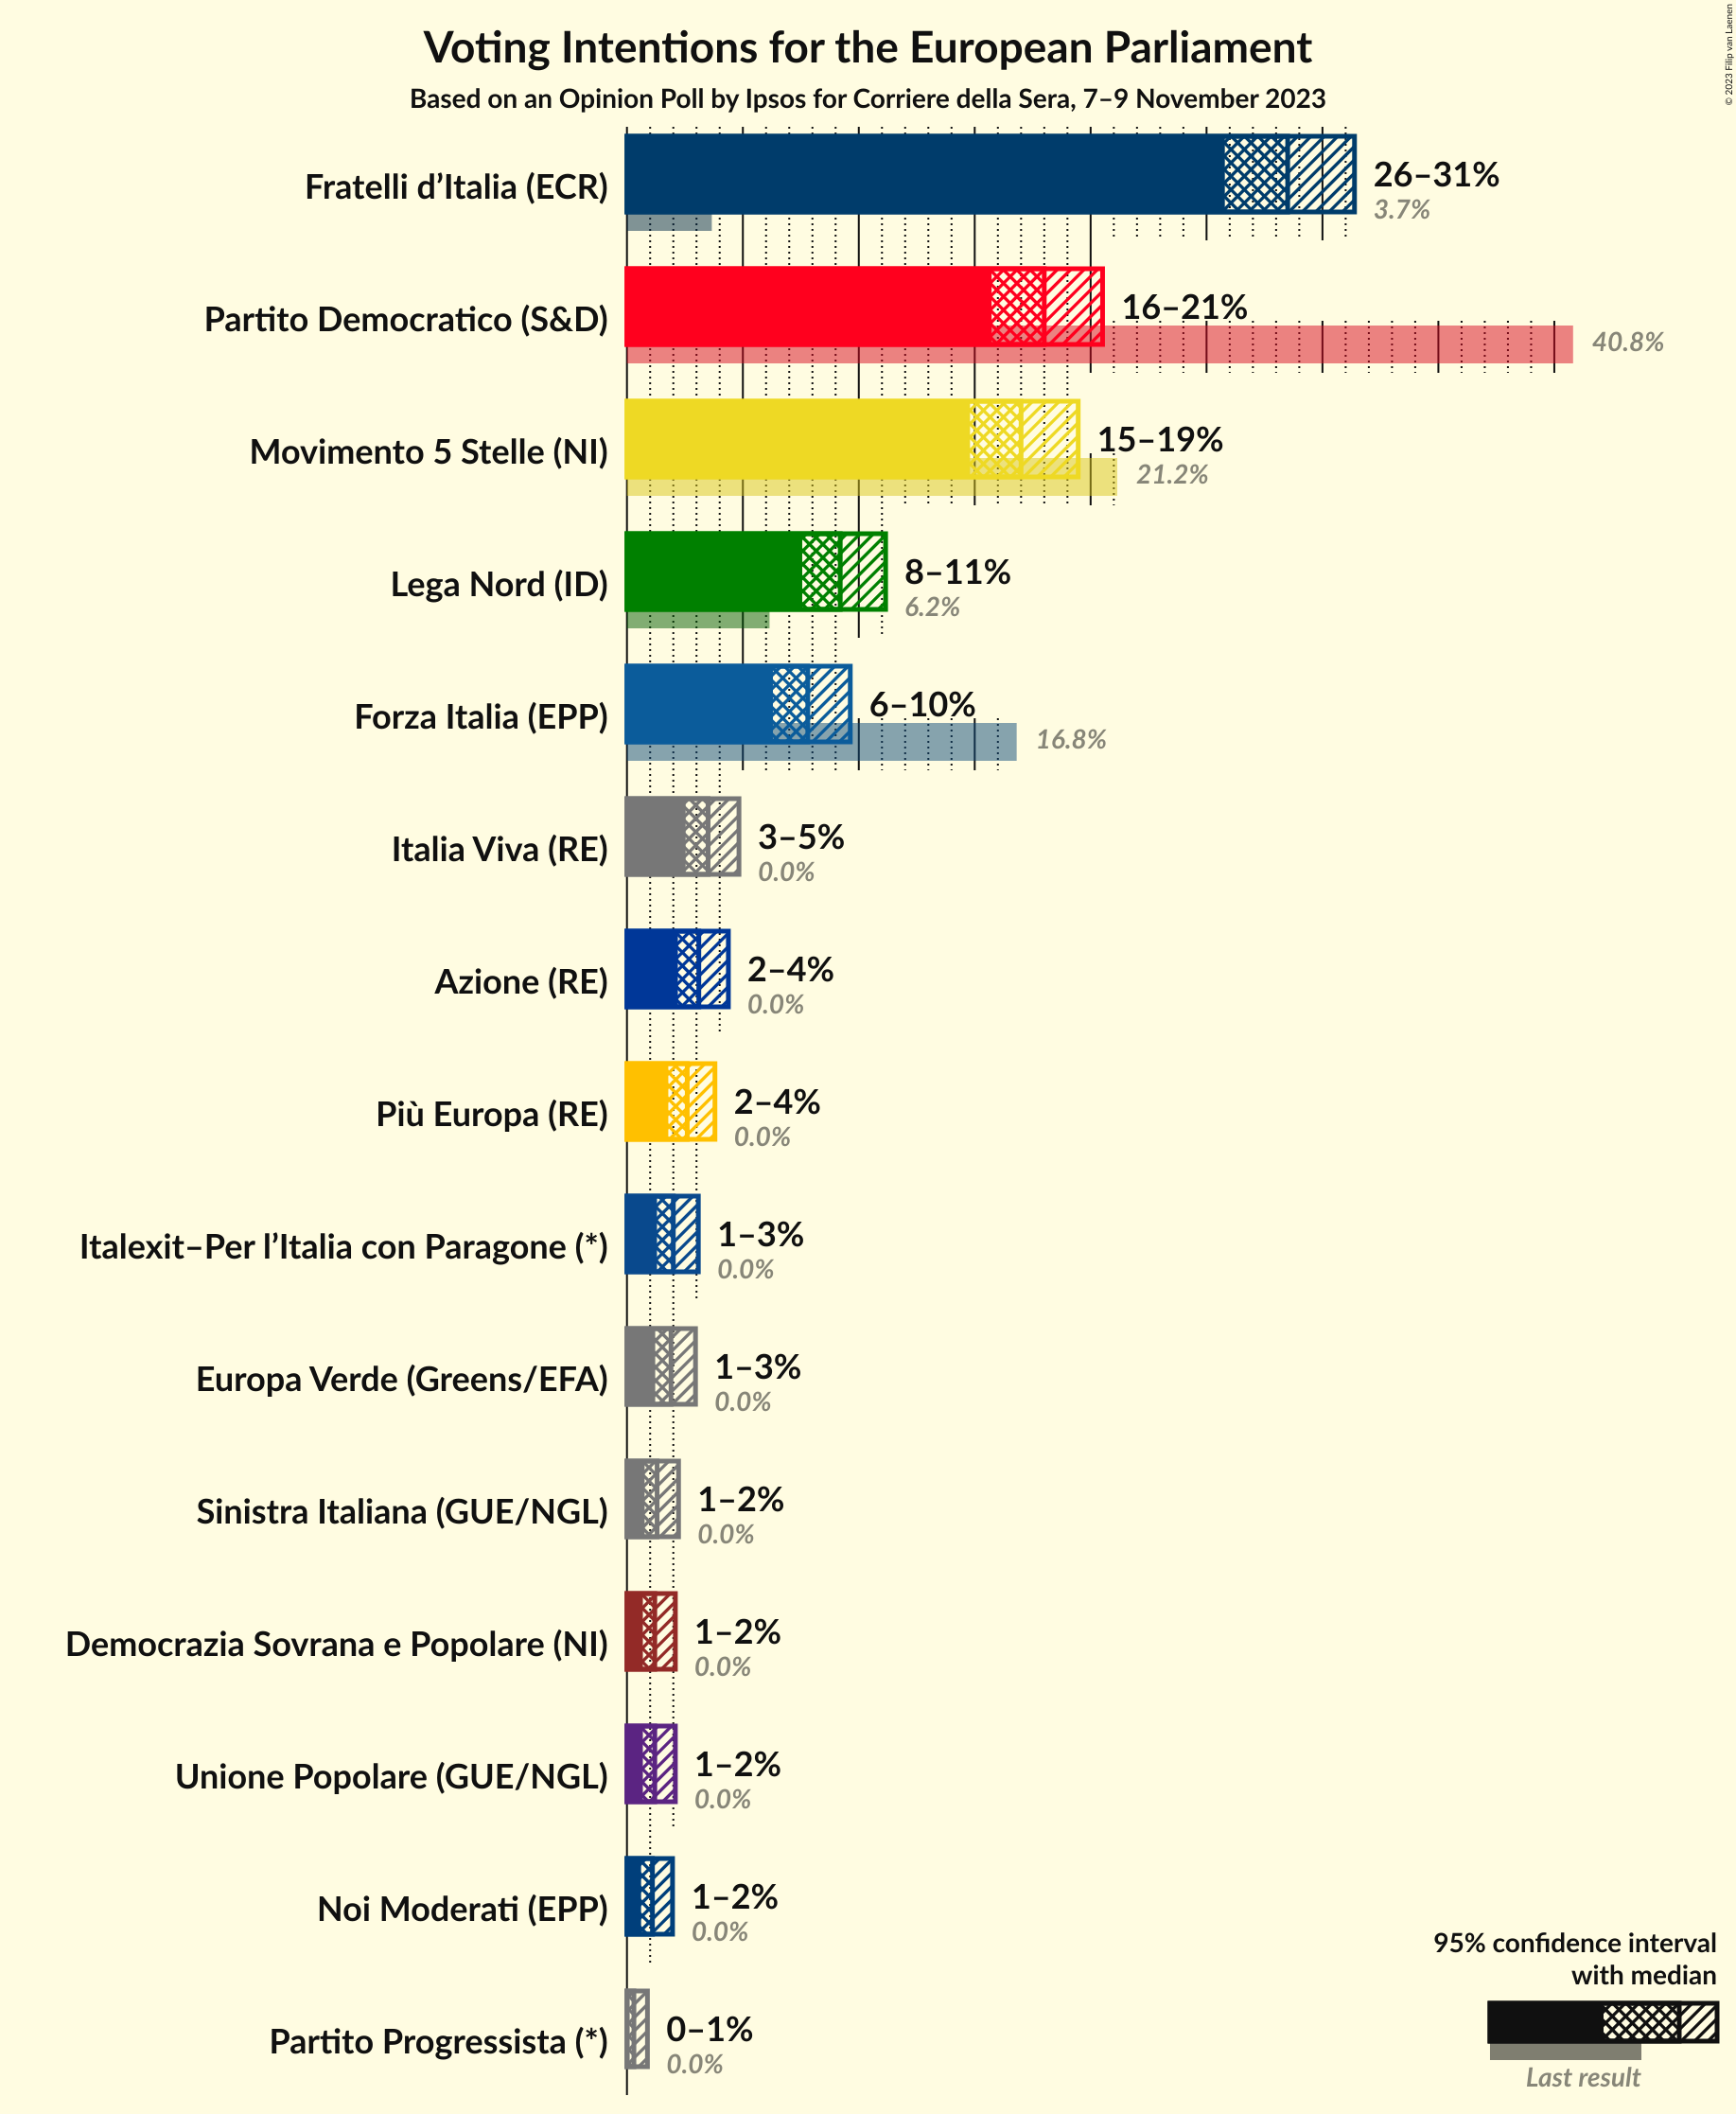 © 2023 Filip van Laenen
Voting Intentions for the European Parliament
Based on an Opinion Poll by Ipsos for Corriere della Sera, 7–9 November 2023
Fratelli d’Italia (ECR)
26–31%
3.7%
Partito Democratico (S&D)
16–21%
40.8%
Movimento 5 Stelle (NI)
15–19%
21.2%
Lega Nord (ID)
8–11%
6.2%
Forza Italia (EPP)
6–10%
16.8%
Italia Viva (RE)
3–5%
0.0%
Azione (RE)
2–4%
0.0%
Più Europa (RE)
2–4%
0.0%
Italexit–Per l’Italia con Paragone (*)
1–3%
0.0%
Europa Verde (Greens/EFA)
1–3%
0.0%
Sinistra Italiana (GUE/NGL)
1–2%
0.0%
Democrazia Sovrana e Popolare (NI)
1–2%
0.0%
Unione Popolare (GUE/NGL)
1–2%
0.0%
Noi Moderati (EPP)
1–2%
0.0%
Partito Progressista (*)
0–1%
0.0%
95% confidence interval
with median
Last result